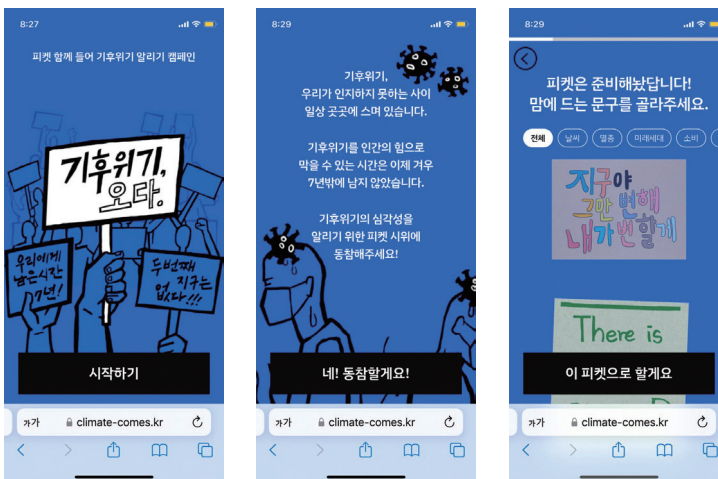 8:27
피켓 함께 들어 기후위기 알리기 캠페인
기후위기,
오다.
우리에게
남은시간
7년!
두번째
지구는
없다!!!
시작하기
가가 climate-comes.kr
8:29
기후위기,
우리가 인지하지 못하는 사이
일상 곳곳에 스며 있습니다.
기후위기를 인간의 힘으로
막을 수 있는 시간은 이제 겨우
7년밖에 남지 않았습니다.
기후위기의 심각성을
알리기 위한 피켓 시위에
동참해주세요!
네! 동참할게요!
가가 climate-comes.kr
8:29
피켓은 준비해놨답니다!
맘에 드는 문구를 골라주세요.
전체 날씨 멸종 미래세대 소비
지구야
그만 변해
내가 변할게
There is
이 피켓으로 할게요
가가 climate-comes.kr